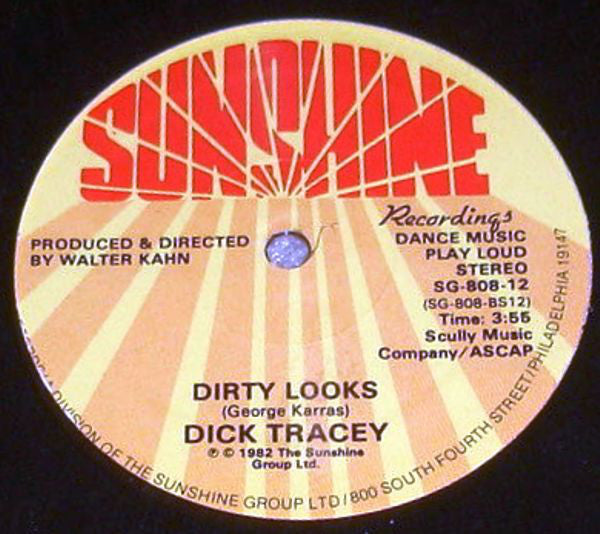 SUNSHINE
Recordings
PRODUCED & DIRECTED
BY WALTER KAHN
DANCE MUSIC
PLAY LOUD
STEREO
SG-808-12
(SG-808-BS12)
Time: 3:55
Scully Music
Company/ASCAP
DIRTY LOOKS
(George Karras)
DICK TRACEY
℗ © 1982 The Sunshine
Group Ltd.
A DIVISION OF THE SUNSHINE GROUP LTD/800 SOUTH FOURTH STREET/PHILADELPHIA 19147